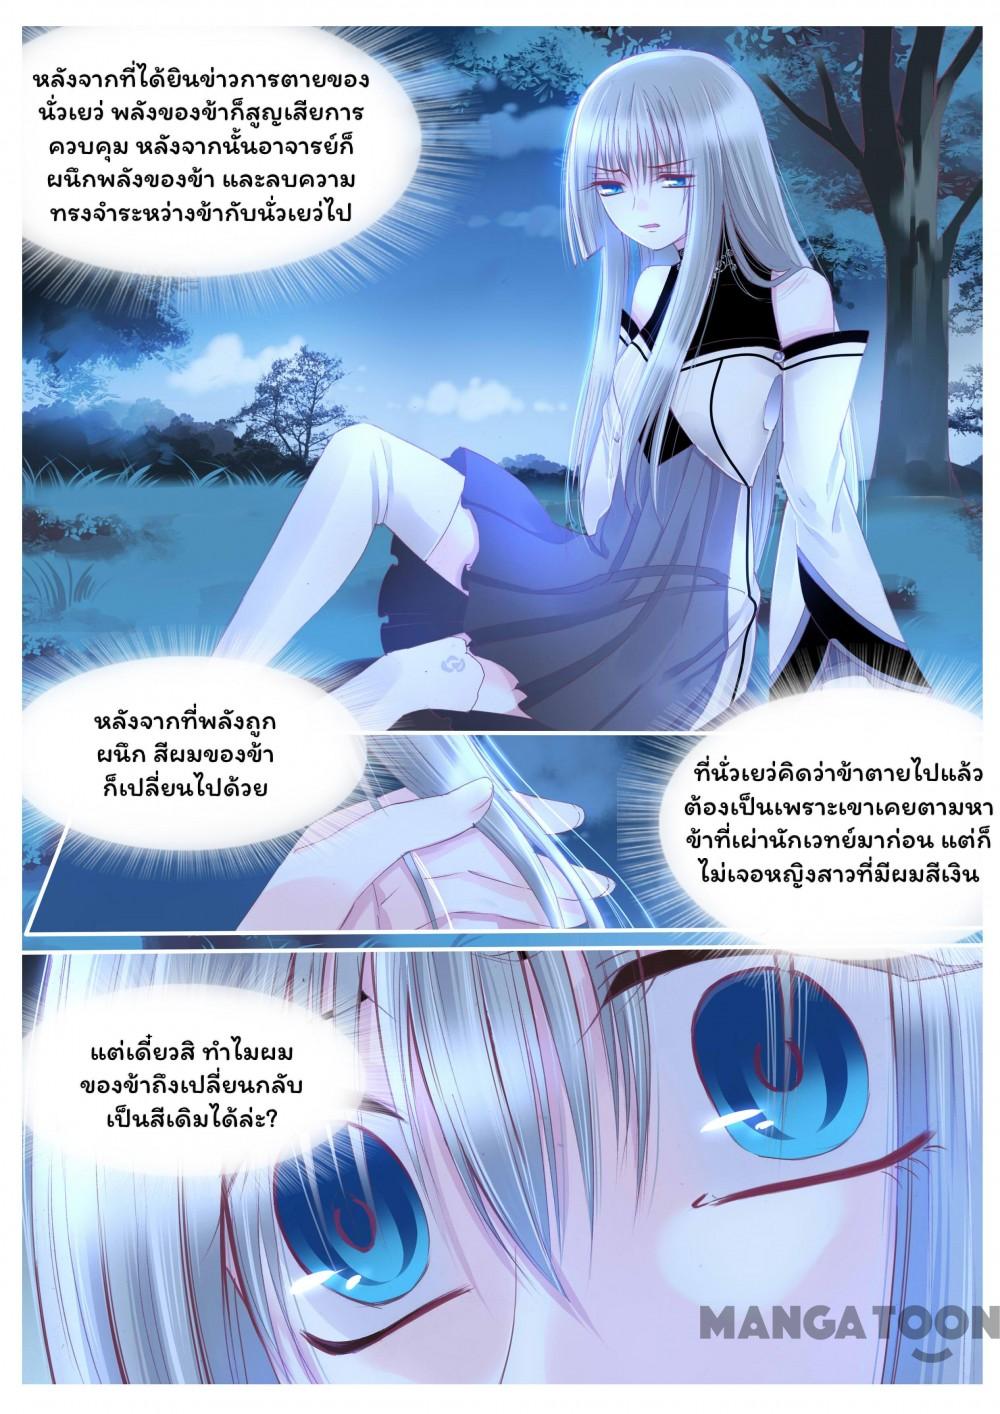 หลังจากที่ได้ยินข่าวการตายของ
นั่วเยว่ พลังของข้าก็สูญเสียการ
ควบคุม หลังจากนั้นอาจารย์ก็
ผนึกพลังของข้า และลบความ
ทรงจำระหว่างข้ากับนั่วเยว่ไป
หลังจากที่พลังถูก
ผนึก สีผมของข้า
ก็เปลี่ยนไปด้วย
ที่นั่วเยว่คิดว่าข้าตายไปแล้ว
ต้องเป็นเพราะเขาเคยตามหา
ข้าที่เผ่านักเวทย์มาก่อน แต่ก็
ไม่เจอหญิงสาวที่มีผมสีเงิน
แต่เดี๋ยวสิ ทำไมผม
ของข้าถึงเปลี่ยนกลับ
เป็นสีเดิมได้ล่ะ?
MANGATOON